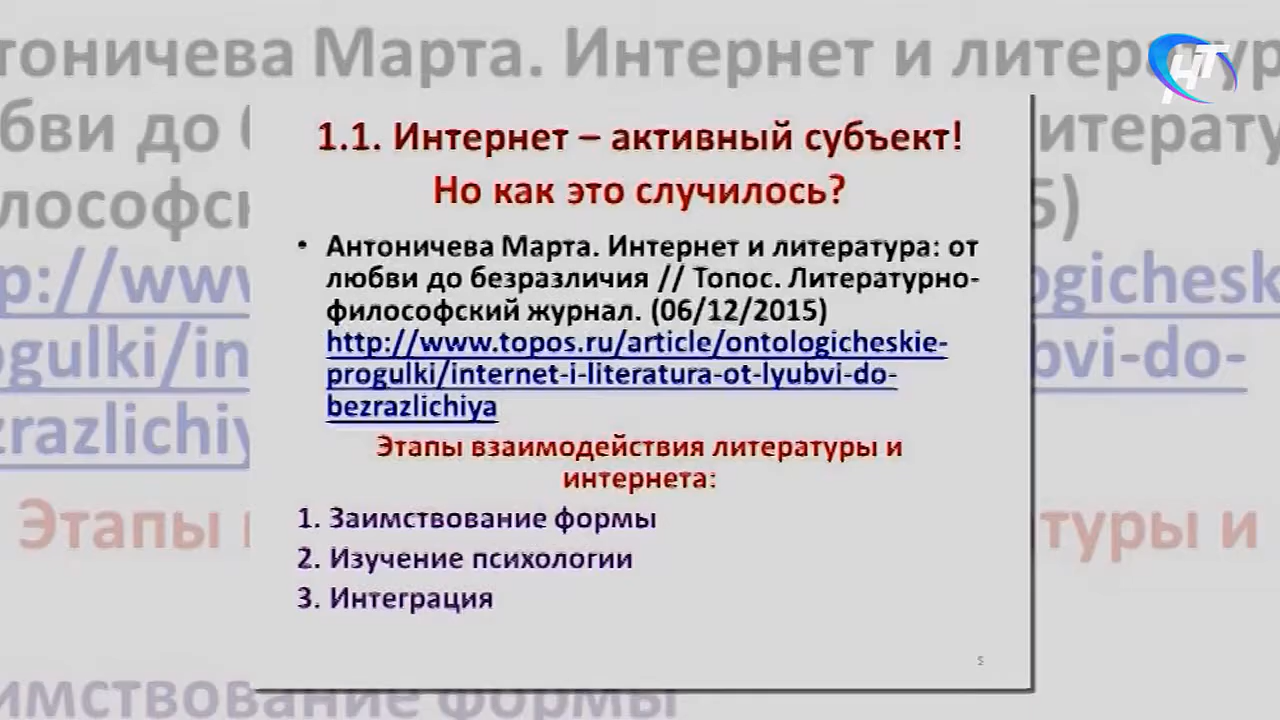 НТ
1.1. Интернет – активный субъект!
Но как это случилось?
• Антоничева Марта. Интернет и литература: от
любви до безразличия // Топос. Литературно-
философский журнал. (06/12/2015)
http://www.topos.ru/article/ontologicheskie-
progulki/internet-i-literatura-ot-lyubvi-do-
bezrazlichiya
Этапы взаимодействия литературы и
интернета:
1. Заимствование формы
2. Изучение психологии
3. Интеграция
5